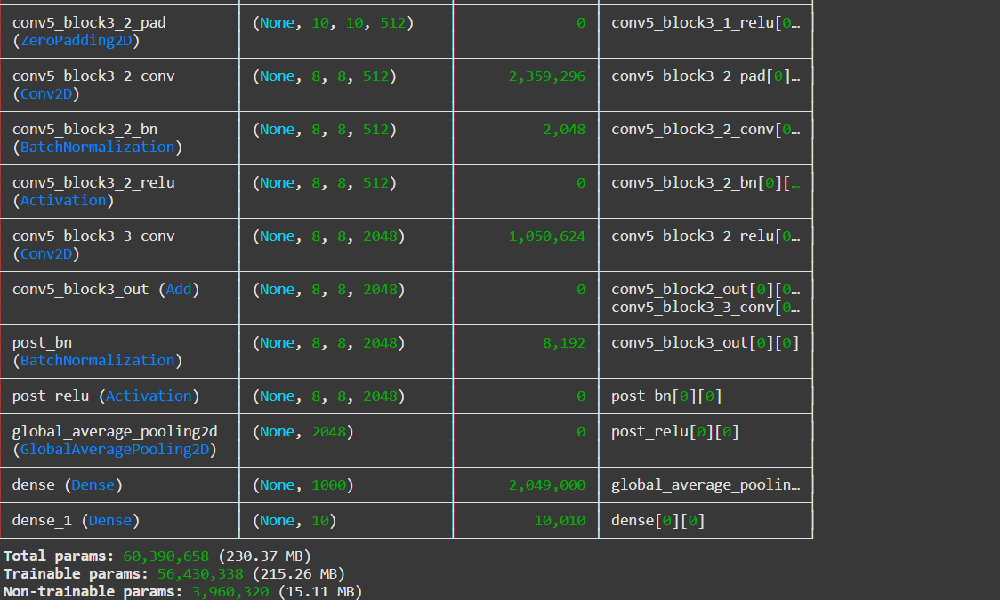 conv5_block3_2_pad (None, 10, 10, 512) 0 conv5_block3_1_relu[0…
(ZeroPadding2D)
conv5_block3_2_conv (None, 8, 8, 512) 2,359,296 conv5_block3_2_pad[0]…
(Conv2D)
conv5_block3_2_bn (None, 8, 8, 512) 2,048 conv5_block3_2_conv[0…
(BatchNormalization)
conv5_block3_2_relu (None, 8, 8, 512) 0 conv5_block3_2_bn[0][…
(Activation)
conv5_block3_3_conv (None, 8, 8, 2048) 1,050,624 conv5_block3_2_relu[0…
(Conv2D)
conv5_block3_out (Add) (None, 8, 8, 2048) 0 conv5_block2_out[0][0…
conv5_block3_3_conv[0…
post_bn (None, 8, 8, 2048) 8,192 conv5_block3_out[0][0]
(BatchNormalization)
post_relu (Activation) (None, 8, 8, 2048) 0 post_bn[0][0]
global_average_pooling2d (None, 2048) 0 post_relu[0][0]
(GlobalAveragePooling2D)
dense (Dense) (None, 1000) 2,049,000 global_average_poolin…
dense_1 (Dense) (None, 10) 10,010 dense[0][0]
Total params: 60,390,658 (230.37 MB)
Trainable params: 56,430,338 (215.26 MB)
Non-trainable params: 3,960,320 (15.11 MB)